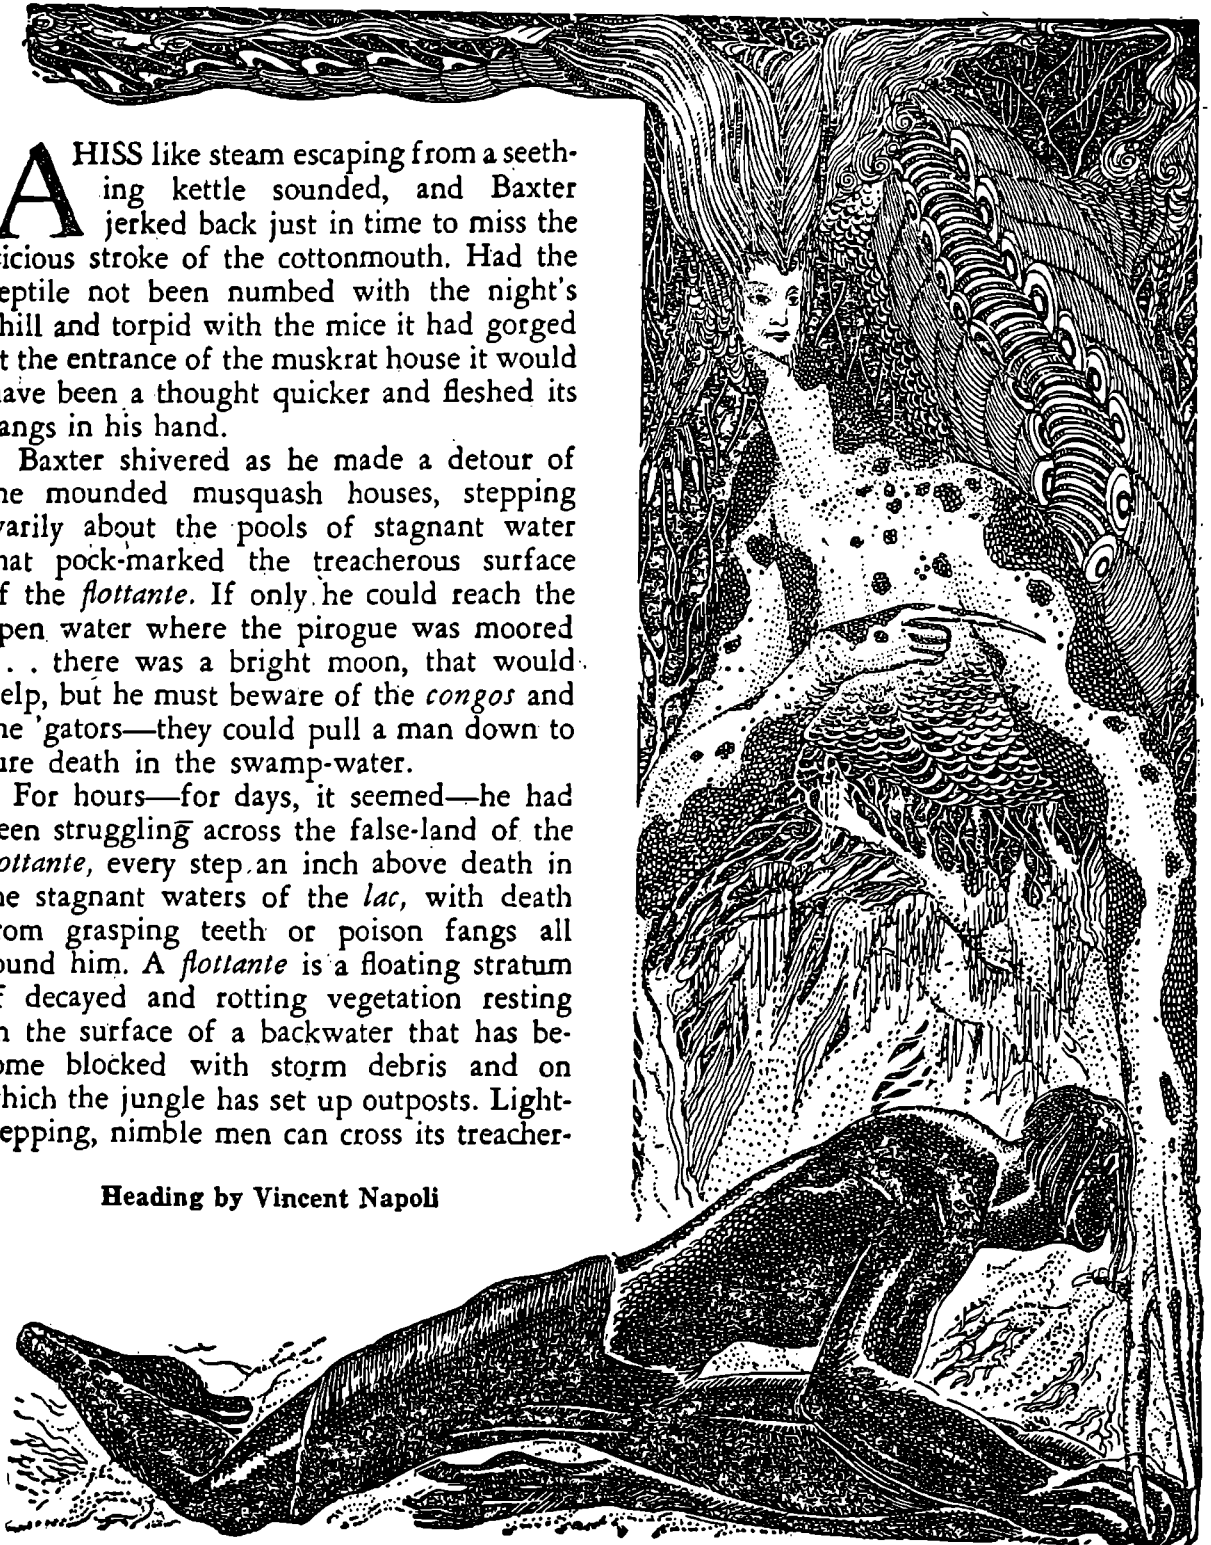 A HISS like steam escaping from a seeth-
ing kettle sounded, and Baxter
jerked back just in time to miss the
icious stroke of the cottonmouth. Had the
eptile not been numbed with the night's
hill and torpid with the mice it had gorged
t the entrance of the muskrat house it would
ave been a thought quicker and fleshed its
angs in his hand.
Baxter shivered as he made a detour of
he mounded musquash houses, stepping
varily about the pools of stagnant water
hat pock-marked the treacherous surface
f the flottante. If only he could reach the
pen water where the pirogue was moored
. . . there was a bright moon, that would
elp, but he must beware of the congos and
he 'gators—they could pull a man down to
ure death in the swamp-water.
For hours—for days, it seemed—he had
een struggling across the false-land of the
ottante, every step an inch above death in
he stagnant waters of the lac, with death
rom grasping teeth or poison fangs all
ound him. A flottante is a floating stratum
f decayed and rotting vegetation resting
n the surface of a backwater that has be-
ome blocked with storm debris and on
hich the jungle has set up outposts. Light-
epping, nimble men can cross its treacher-
Heading by Vincent Napoli